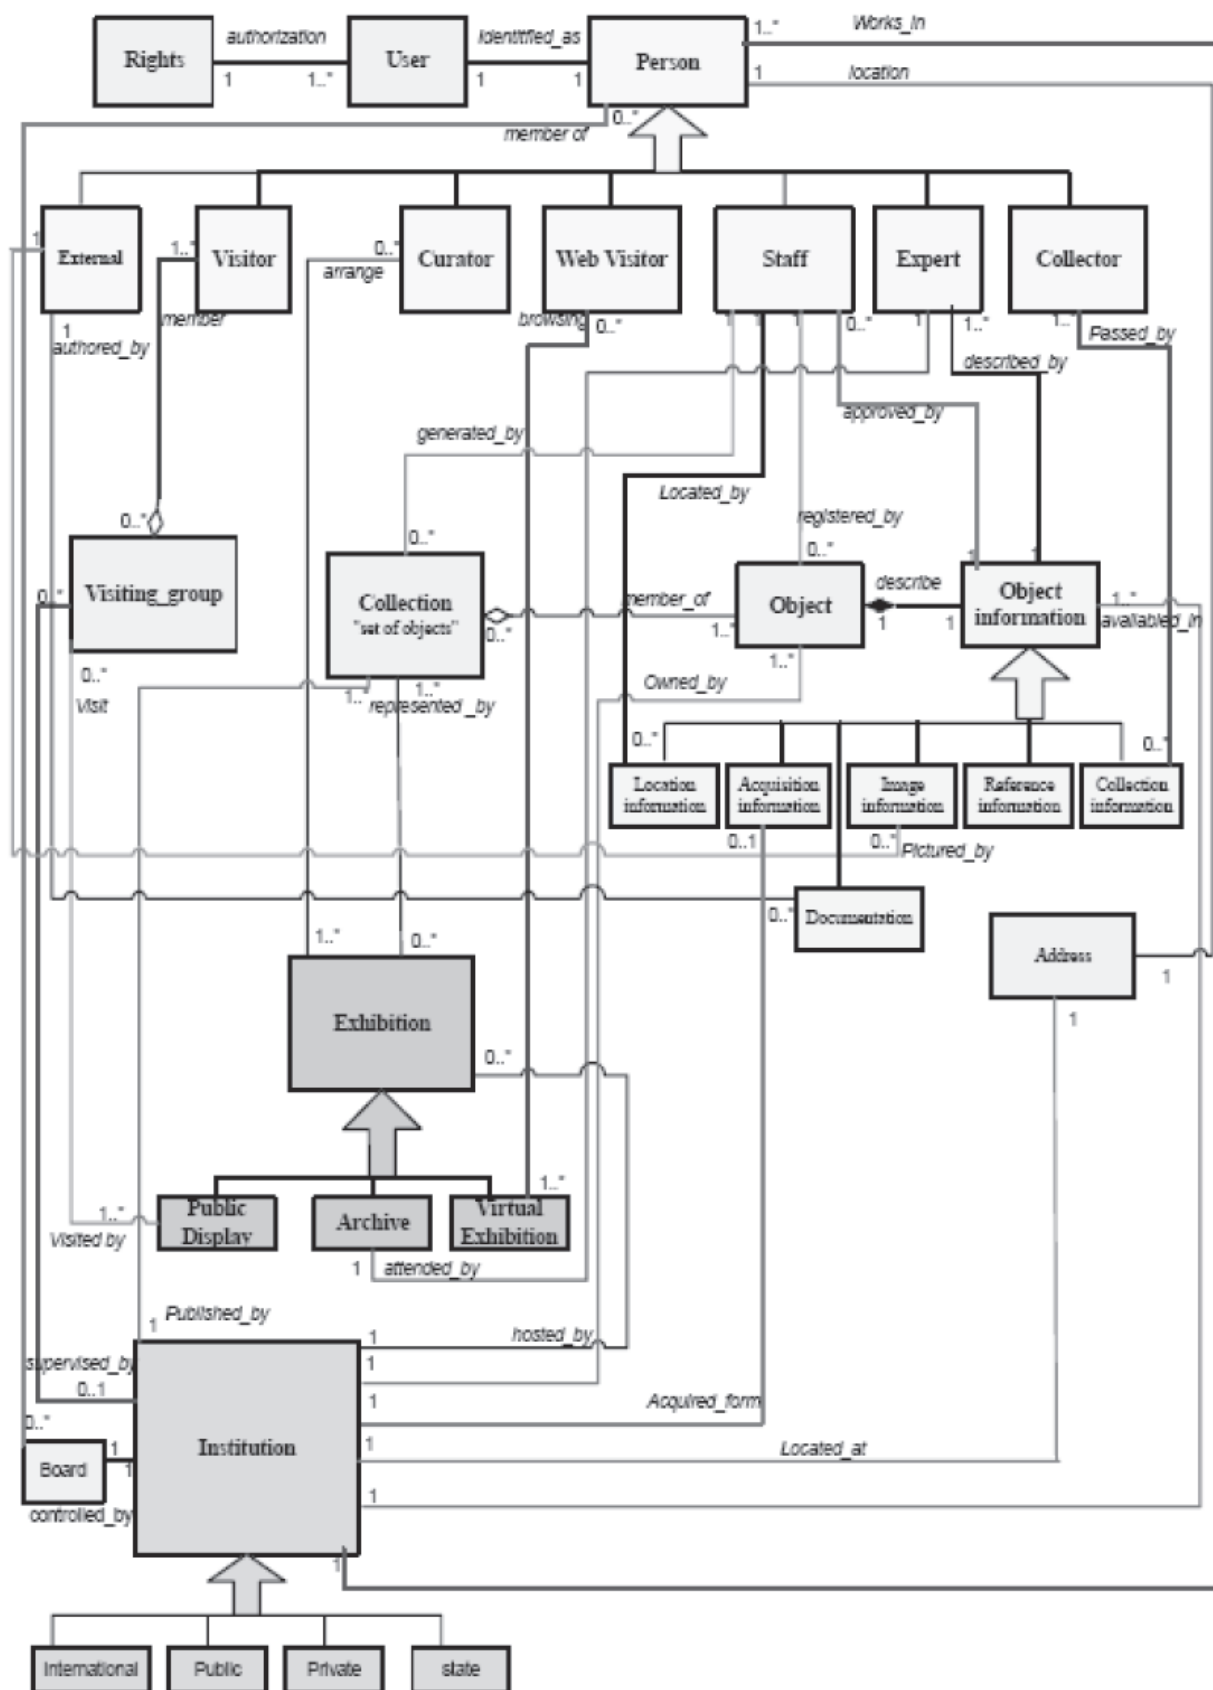 Rights
authorization
1
1..*
User
Identitfied_as
1
1
Person
1..*
Works_in
1
location
0..*
member of
1
External
1..*
Visitor
0..*
arrange
Curator
Web Visitor
Staff
Expert
Collector
1
authored_by
member
browsing
0..*
1
1
1
0..*
1
1..*
1..*
Passed_by
described_by
approved_by
generated_by
Located_by
registered_by
0..*
0..*
0..*
1
1
0..*
Visiting_group
Collection
"set of objects"
0..*
member_of
1..*
Object
describe
1
1
Object
information
1..*
availabled_in
0..*
Visit
1..*
1..*
represented _by
Owned_by
1..*
0..*
0..*
Location
information
Acquisition
information
Image
information
Reference
information
Collection
information
0..1
0..*
Pictured_by
0..*
Documentation
1..*
0..*
Address
1
1
Exhibition
0..*
1..*
Visited by
Public
Display
Archive
Virtual
Exhibition
1..*
1
attended_by
Published_by
1
1
hosted_by
supervised_by
1
0..1
1
Acquired_form
0..*
Institution
1
Located_at
Board
1
1
1
controlled_by
1
International
Public
Private
state